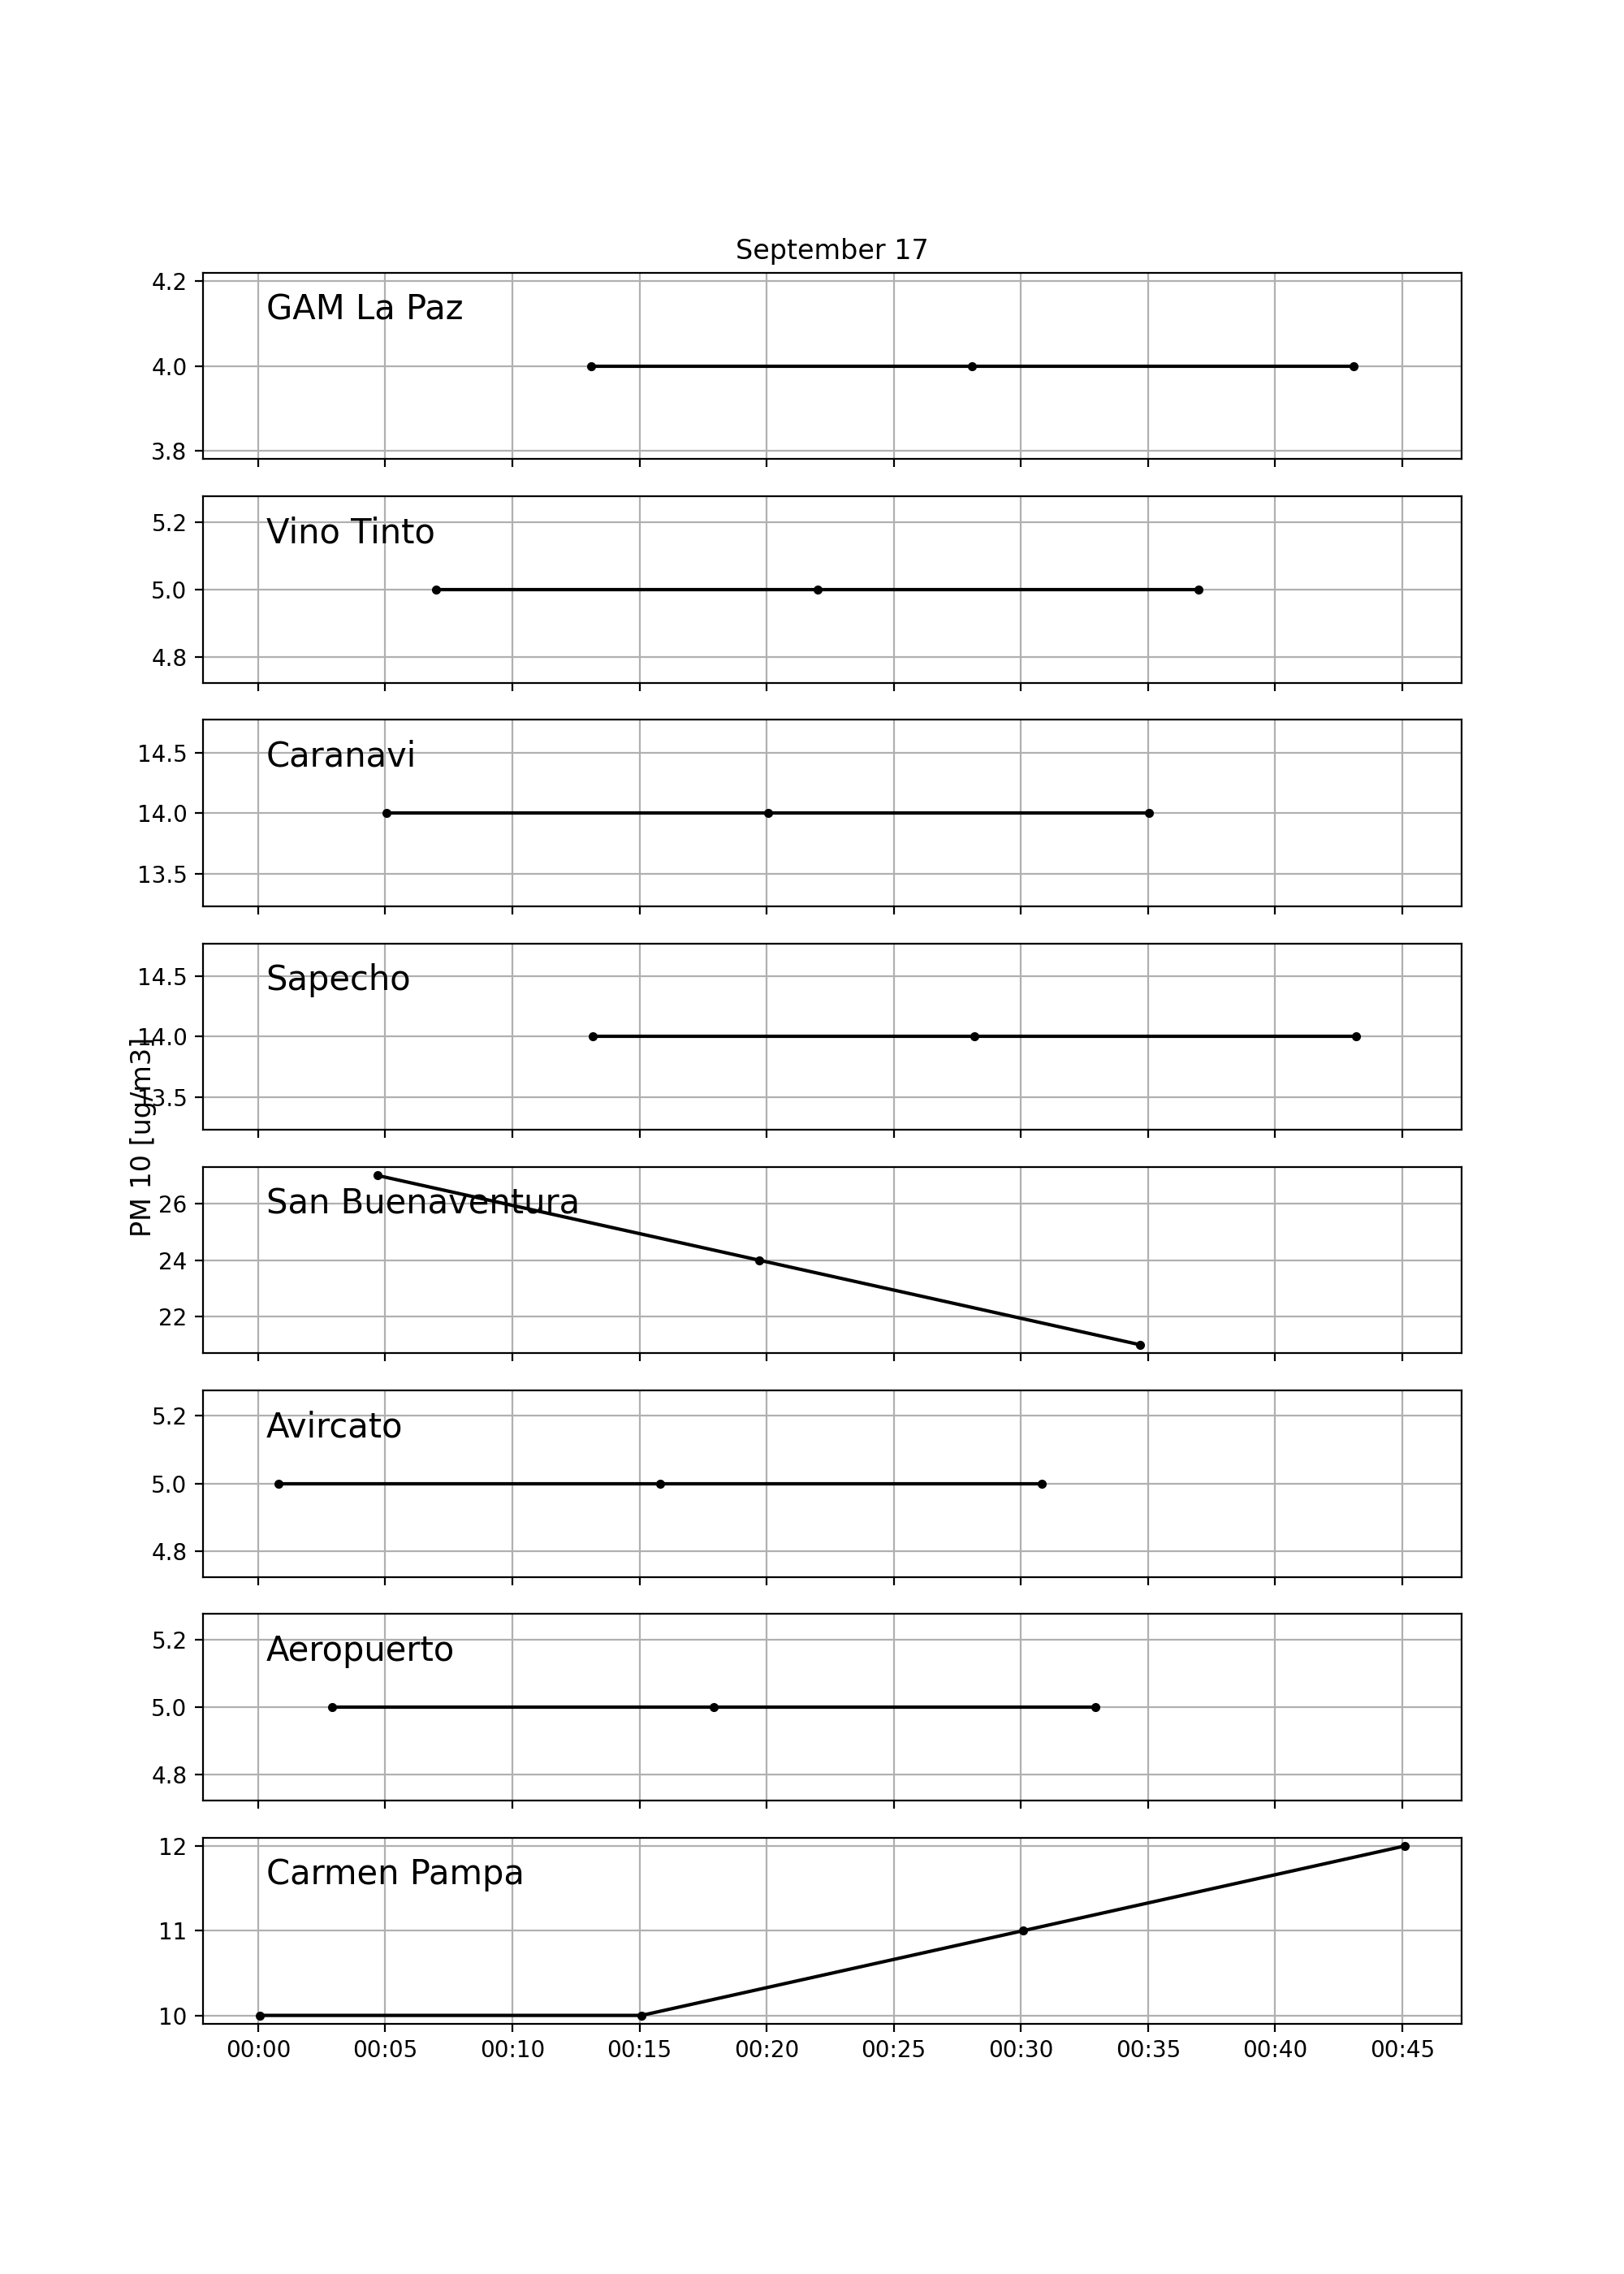 September 17
4.2
GAM La Paz
4.0
3.8
5.2
Vino Tinto
5.0
4.8
14.5
Caranavi
14.0
13.5
14.5
Sapecho
14.0
13.5
PM 10 [ug/m3]
26
San Buenaventura
24
22
5.2
Avircato
5.0
4.8
5.2
Aeropuerto
5.0
4.8
12
Carmen Pampa
11
10
00:00 00:05 00:10 00:15 00:20 00:25 00:30 00:35 00:40 00:45